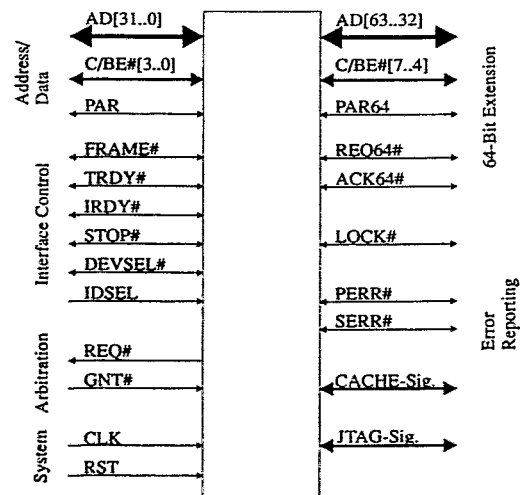 Address/
Data
AD[31..0]
C/BE#[3..0]
PAR
Interface Control
FRAME#
TRDY#
IRDY#
STOP#
DEVSEL#
IDSEL
Arbitration
REQ#
GNT#
System
CLK
RST
AD[63..32]
C/BE#[7..4]
PAR64
REQ64#
ACK64#
64-Bit Extension
LOCK#
PERR#
SERR#
Error
Reporting
CACHE-Sig.
JTAG-Sig.